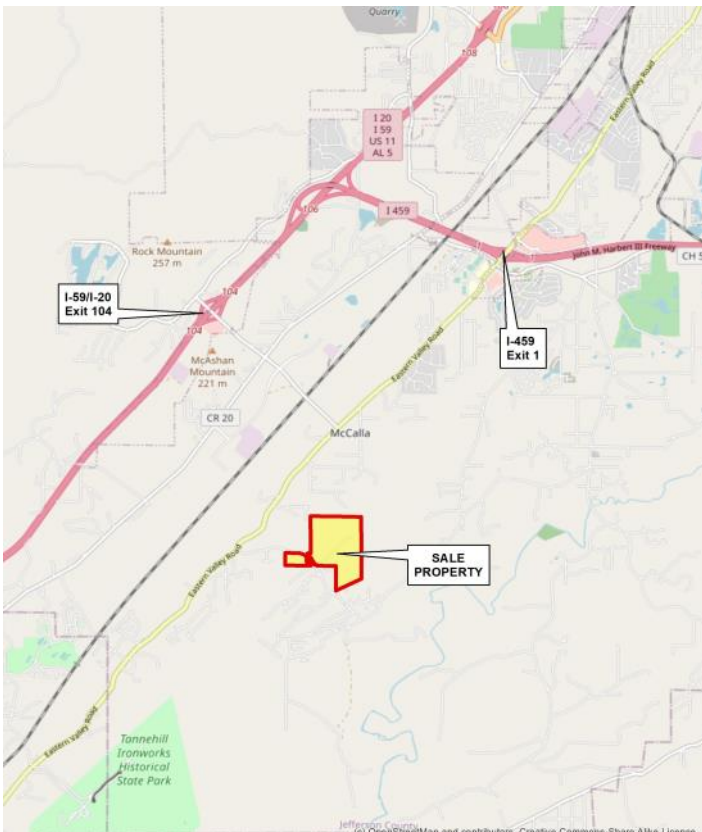 Quarry
108
108
I 20
I 59
US 11
AL 5
Eastern Valley Road
106
I 459
Rock Mountain
257 m
John M. Harbert III Freeway
CH 5
I-59/I-20
Exit 104
104
104
I-459
Exit 1
McAshan
Mountain
221 m
Eastern Valley Road
CR 20
McCalla
SALE
PROPERTY
Eastern Valley Road
Eastern Valley Road
Tannehill
Ironworks
Historical
State Park
Jefferson County
(c) OpenStreetMap and contributors, Creative Commons-Share Alike License